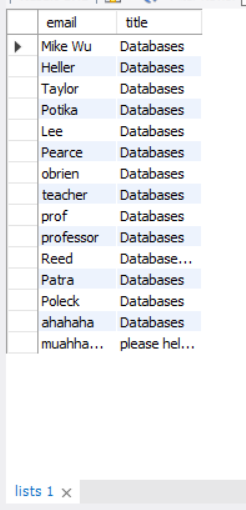 email title
Mike Wu Databases
Heller Databases
Taylor Databases
Potika Databases
Lee Databases
Pearce Databases
obrien Databases
teacher Databases
prof Databases
professor Databases
Reed Database...
Patra Databases
Poleck Databases
ahahaha Databases
muahha... please hel...
lists 1